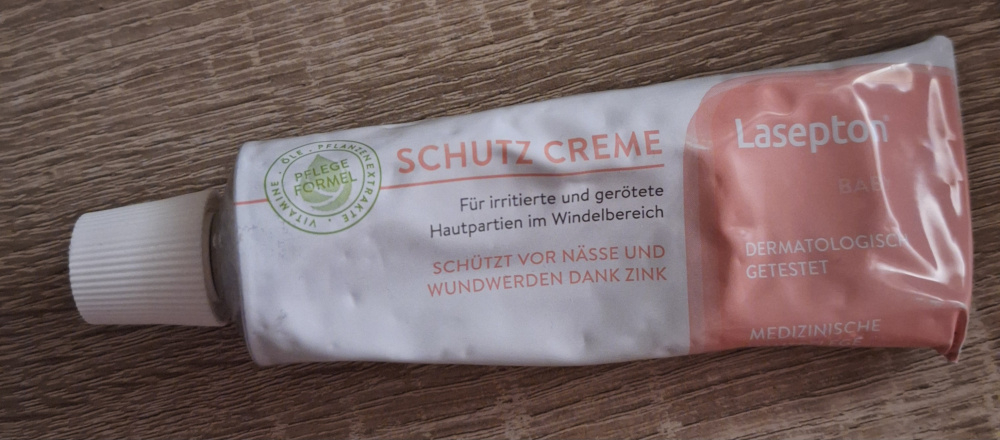 VITAMINE · ÖLE · PFLANZENEXTRAKTE ·
PFLEGE
FORMEL
SCHUTZ CREME
Für irritierte und gerötete
Hautpartien im Windelbereich
SCHÜTZT VOR NÄSSE UND
WUNDWERDEN DANK ZINK
Lasepton®
DERMATOLOGISCH
GETESTET
MEDIZINISCHE